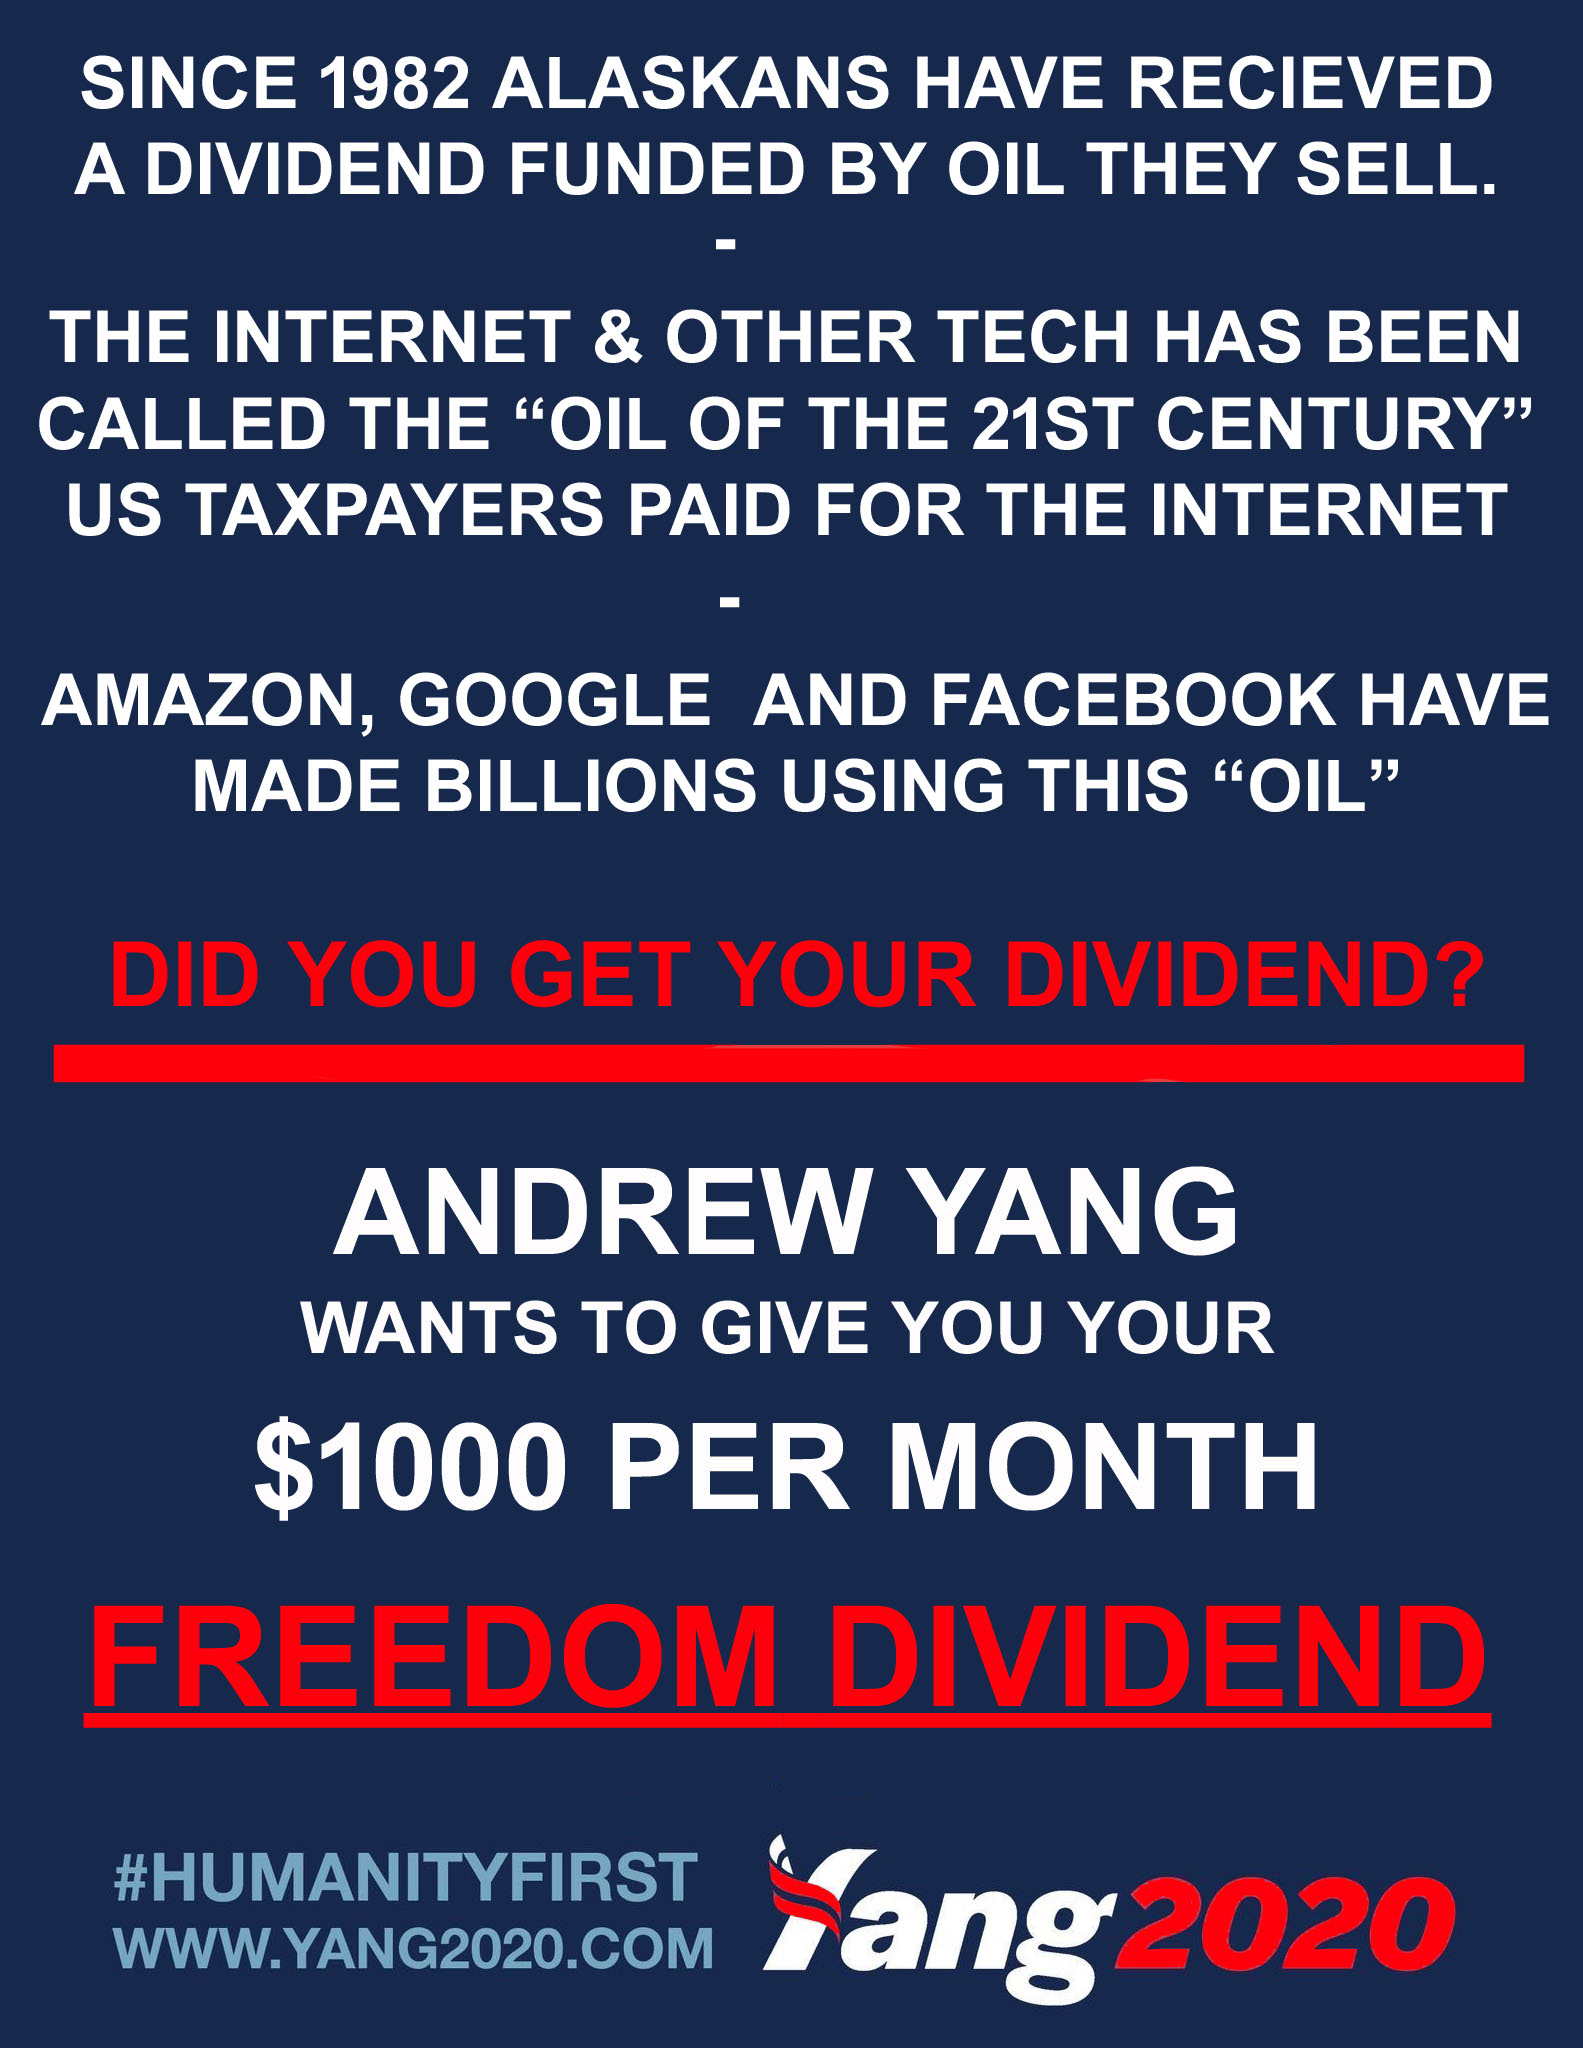 SINCE 1982 ALASKANS HAVE RECIEVED
A DIVIDEND FUNDED BY OIL THEY SELL.
-
THE INTERNET & OTHER TECH HAS BEEN
CALLED THE “OIL OF THE 21ST CENTURY”
US TAXPAYERS PAID FOR THE INTERNET
-
AMAZON, GOOGLE  AND FACEBOOK HAVE
MADE BILLIONS USING THIS “OIL”
DID YOU GET YOUR DIVIDEND?
ANDREW YANG
WANTS TO GIVE YOU YOUR
$1000 PER MONTH
FREEDOM DIVIDEND
#HUMANITYFIRST
WWW.YANG2020.COM
Yang2020